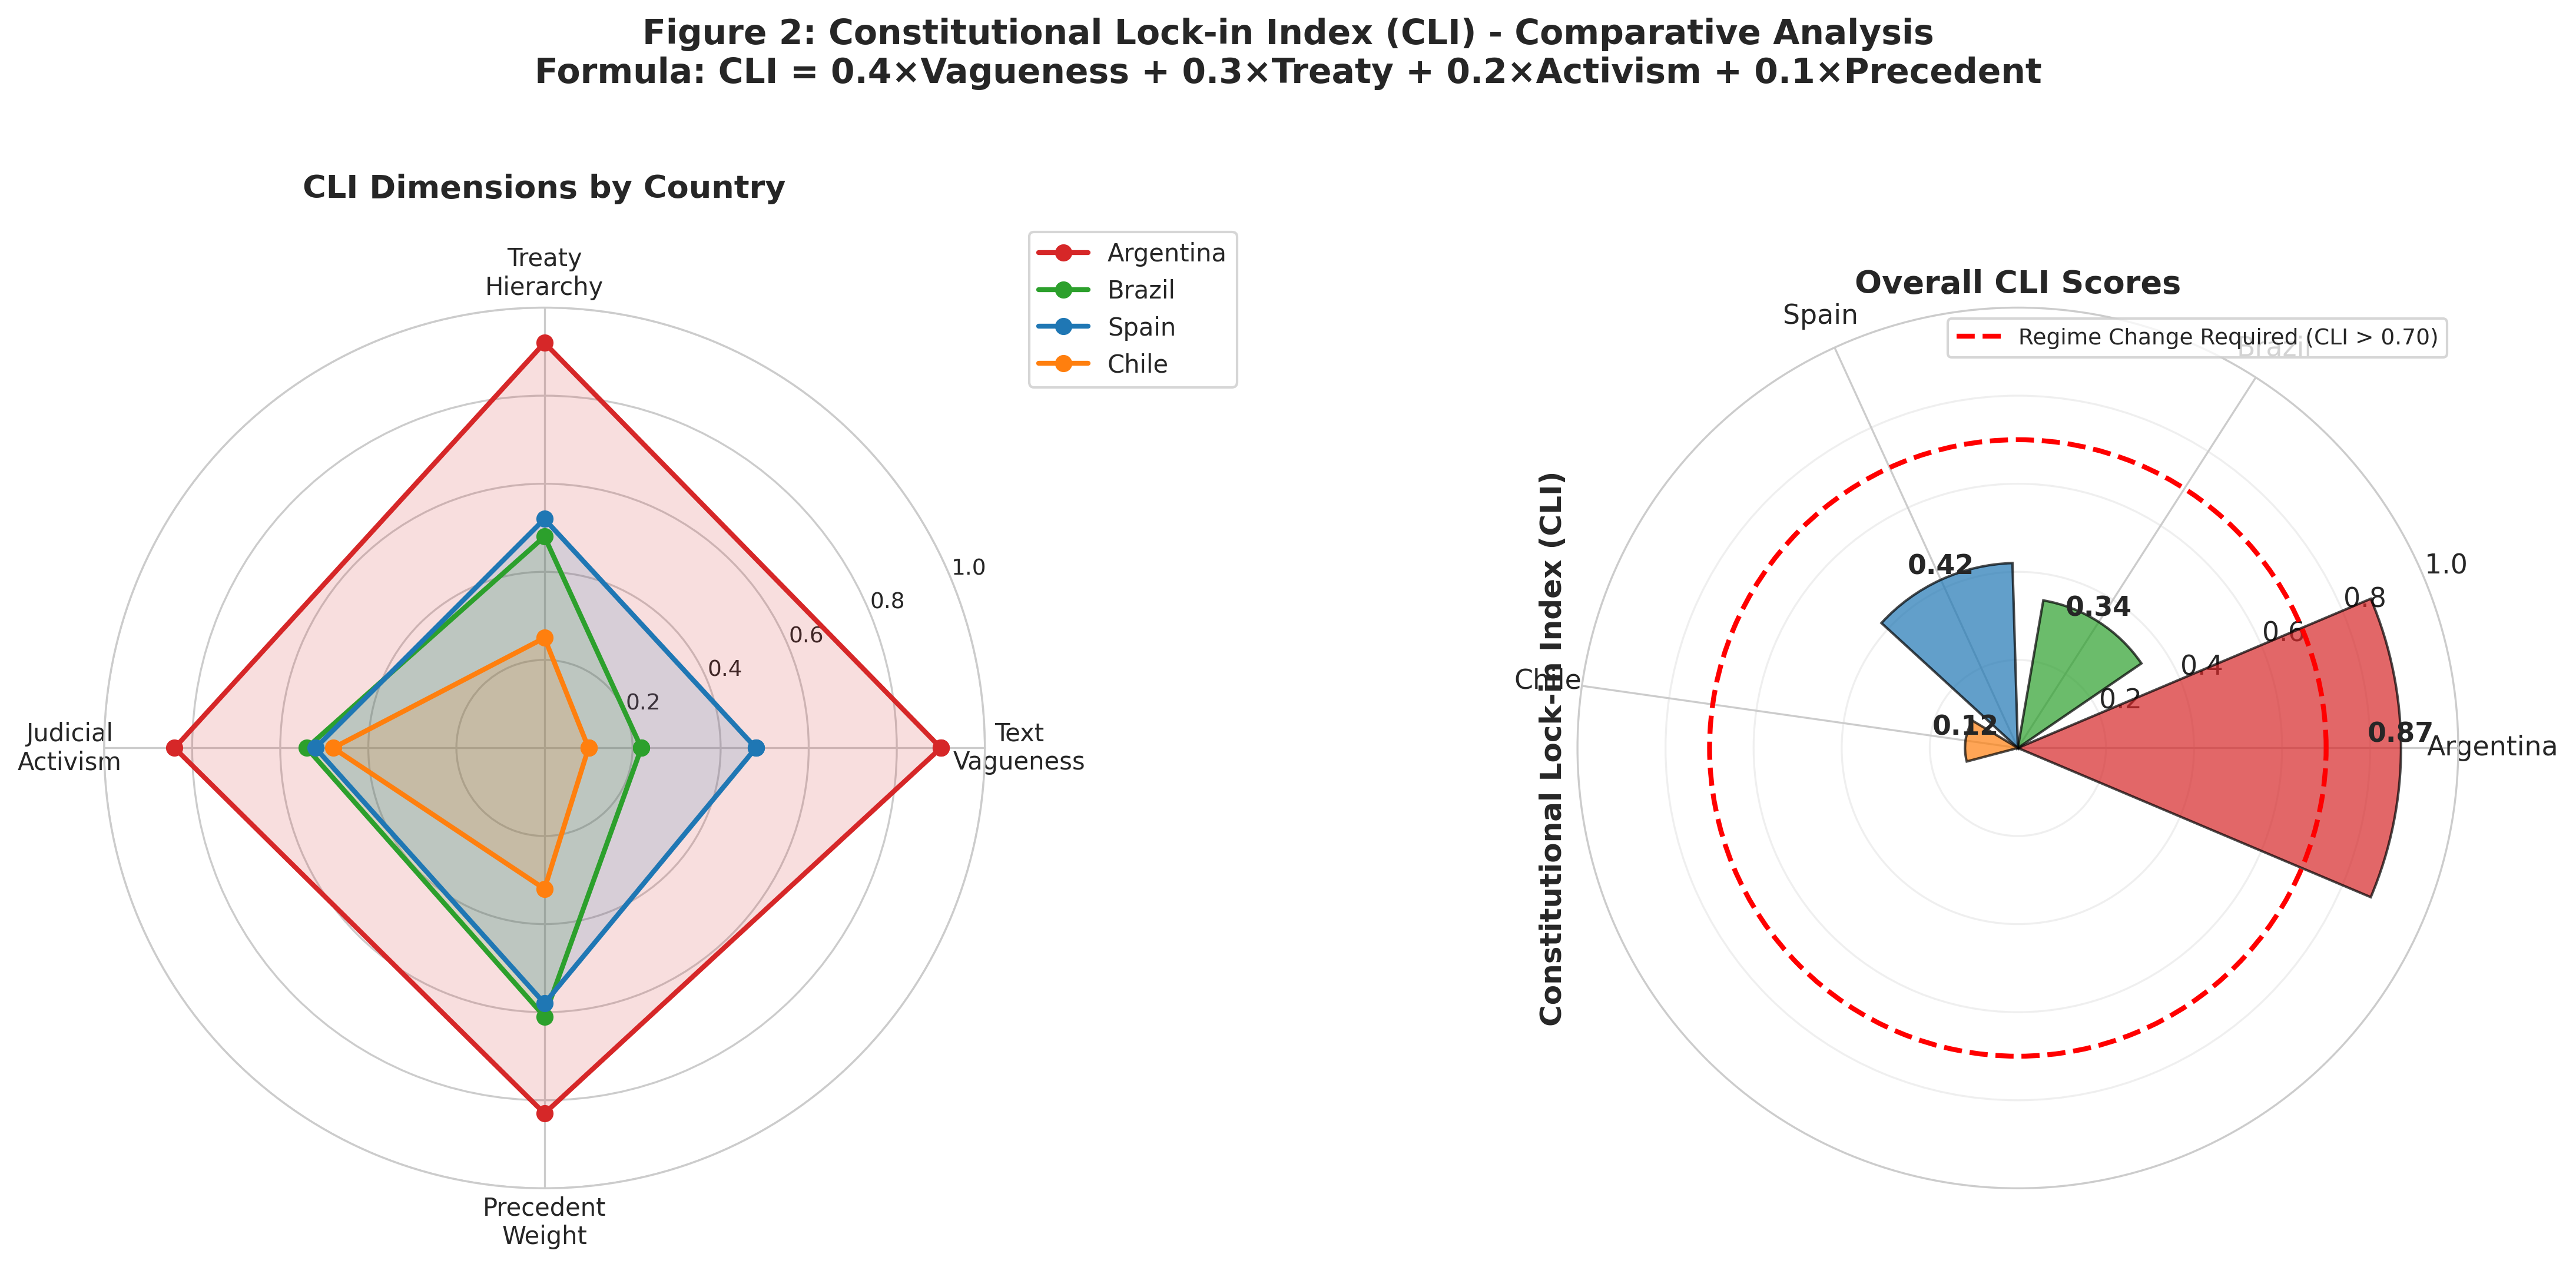 Figure 2: Constitutional Lock-in Index (CLI) - Comparative Analysis
Formula: CLI = 0.4×Vagueness + 0.3×Treaty + 0.2×Activism + 0.1×Precedent
CLI Dimensions by Country
Treaty
Hierarchy
Judicial
Activism
Text
Vagueness
Precedent
Weight
0.2
0.4
0.6
0.8
1.0
Argentina
Brazil
Spain
Chile
Overall CLI Scores
Regime Change Required (CLI > 0.70)
Spain
Brazil
Chile
Argentina
Constitutional Lock-in Index (CLI)
0.42
0.34
0.12
0.87
0.2
0.4
0.6
0.8
1.0